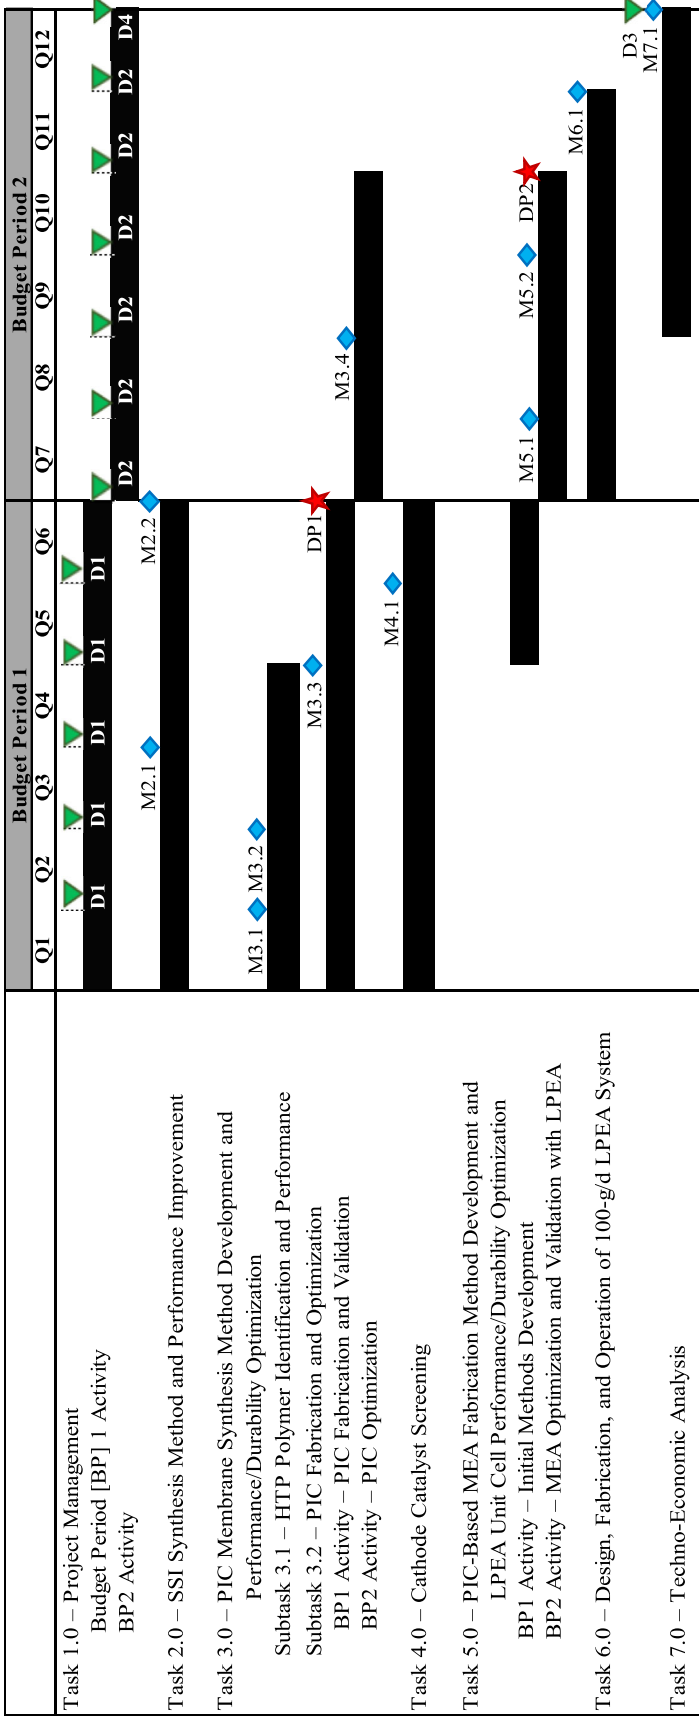 Budget Period 1
Budget Period 2
Q1
Q2
Q3
Q4
Q5
Q6
Q7
Q8
Q9
Q10
Q11
Q12
Task 1.0 – Project Management
Budget Period [BP] 1 Activity
D1
D1
D1
D1
D1
BP2 Activity
D2
D2
D2
D2
D2
D2
D4
M2.1
M2.2
Task 2.0 – SSI Synthesis Method and Performance Improvement
Task 3.0 – PIC Membrane Synthesis Method Development and
Performance/Durability Optimization
M3.1
M3.2
Subtask 3.1 – HTP Polymer Identification and Performance
Subtask 3.2 – PIC Fabrication and Optimization
M3.3
DP1
BP1 Activity – PIC Fabrication and Validation
M3.4
BP2 Activity – PIC Optimization
M4.1
Task 4.0 – Cathode Catalyst Screening
Task 5.0 – PIC-Based MEA Fabrication Method Development and
LPEA Unit Cell Performance/Durability Optimization
BP1 Activity – Initial Methods Development
M5.1
M5.2
DP2
BP2 Activity – MEA Optimization and Validation with LPEA
M6.1
Task 6.0 – Design, Fabrication, and Operation of 100-g/d LPEA System
D3
M7.1
Task 7.0 – Techno-Economic Analysis